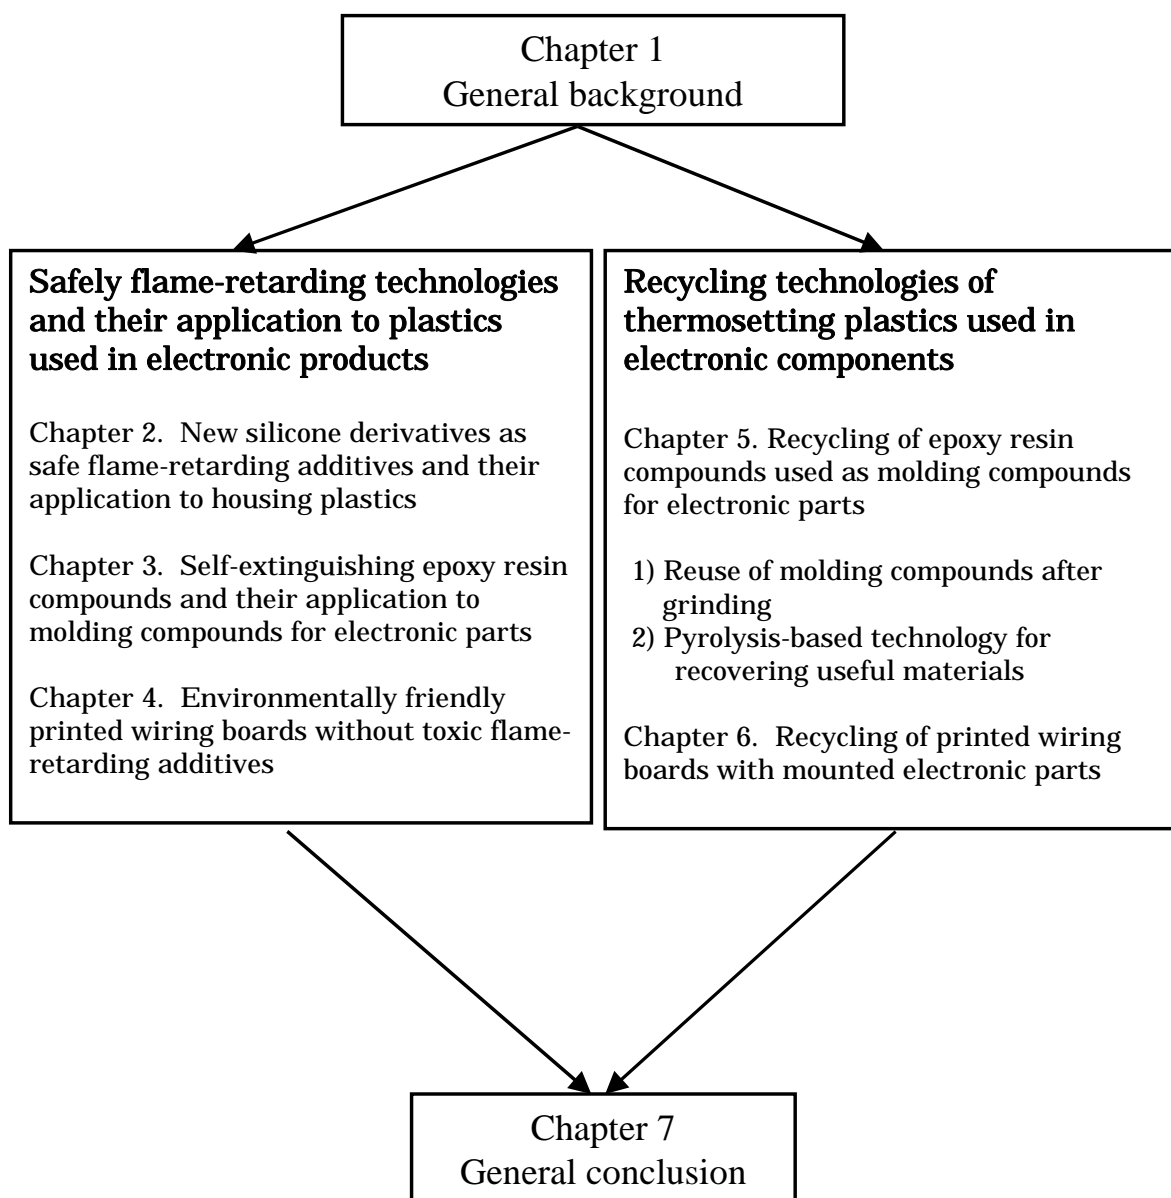 Chapter 1
General background
Safely flame-retarding technologies
and their application to plastics
used in electronic products
Chapter 2.  New silicone derivatives as
safe flame-retarding additives and their
application to housing plastics
Chapter 3.  Self-extinguishing epoxy resin
compounds and their application to
molding compounds for electronic parts
Chapter 4.  Environmentally friendly
printed wiring boards without toxic flame-
retarding additives
Recycling technologies of
thermosetting plastics used in
electronic components
Chapter 5. Recycling of epoxy resin
compounds used as molding compounds
for electronic parts
1) Reuse of molding compounds after
grinding
2) Pyrolysis-based technology for
recovering useful materials
Chapter 6.  Recycling of printed wiring
boards with mounted electronic parts
Chapter 7
General conclusion